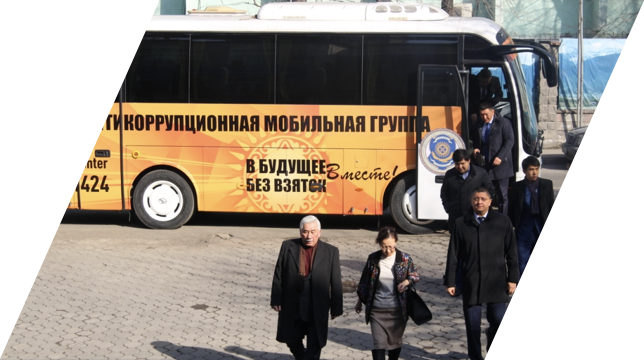 ТИКОРРУПЦИОННАЯ МОБИЛЬНАЯ ГРУППА
nter
424
В БУДУЩЕЕ
БЕЗ ВЗЯТОК
Вместе!